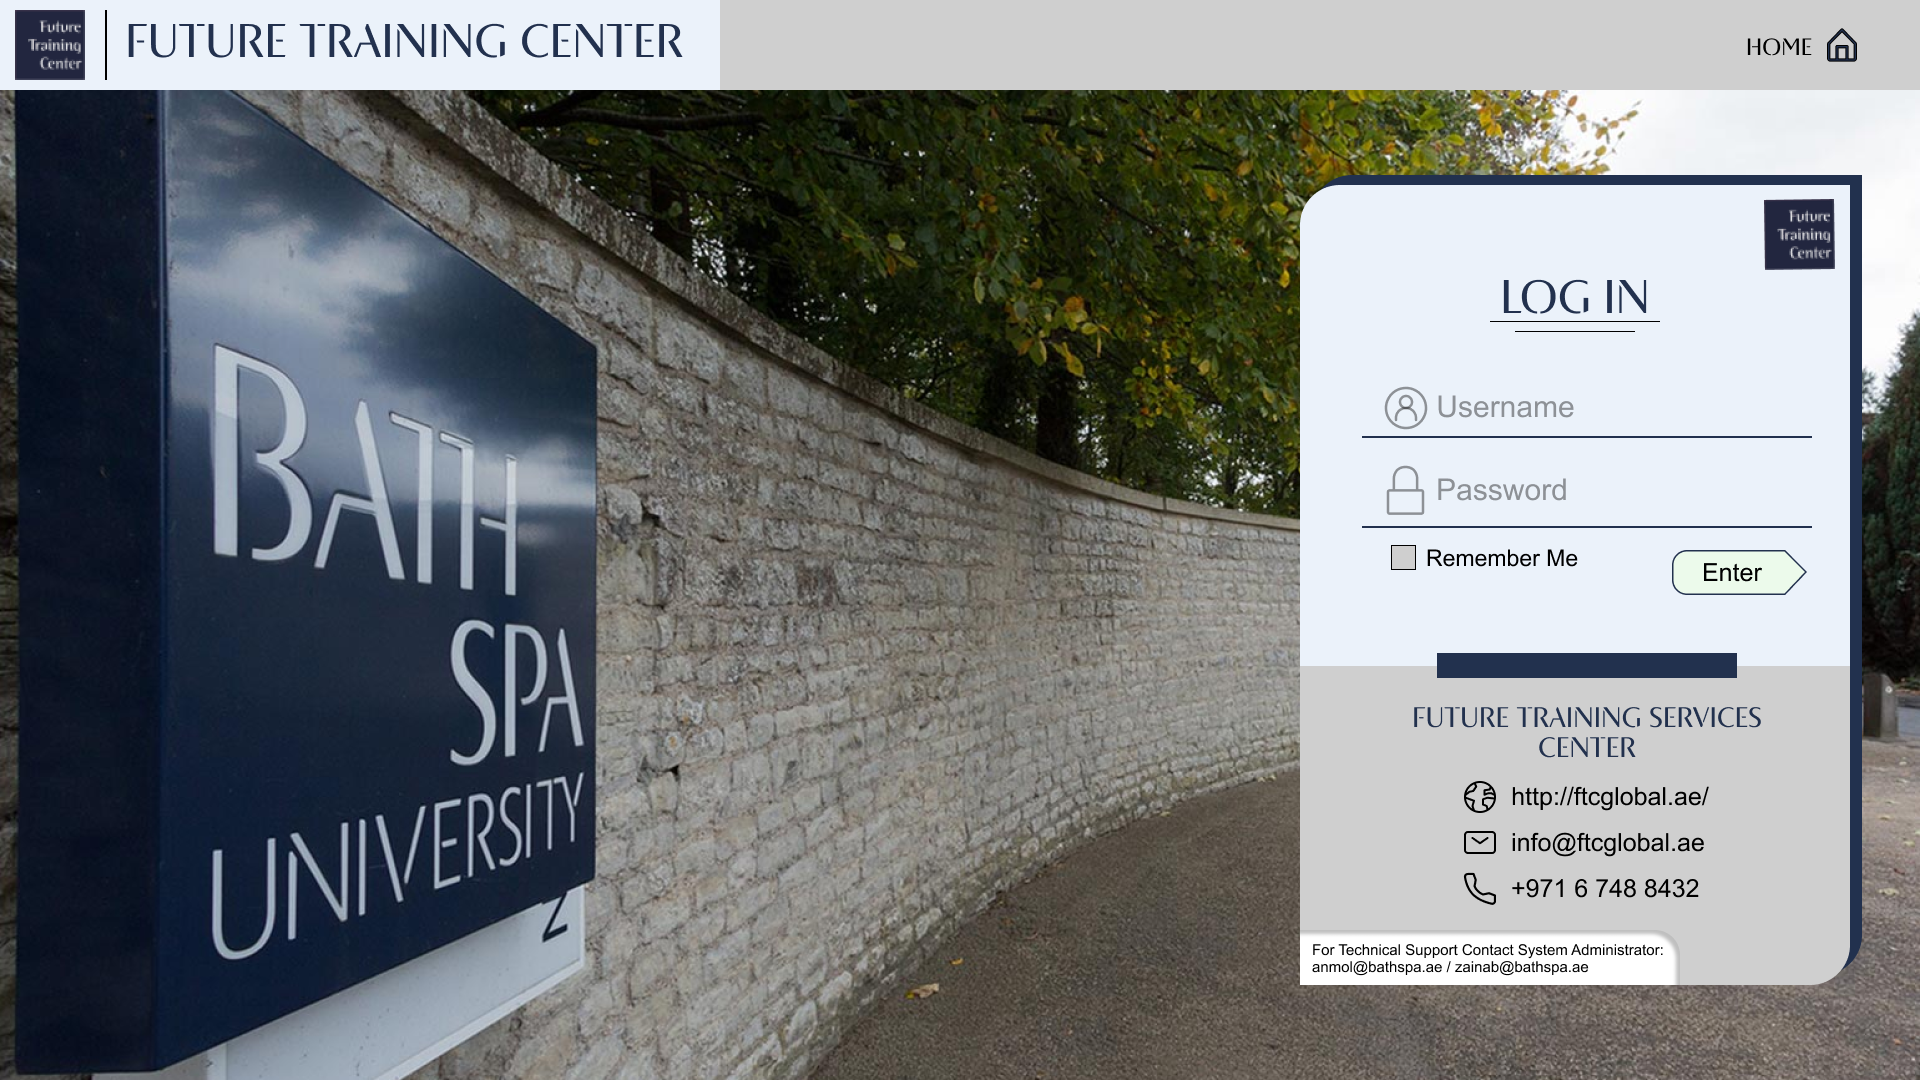 Future
Training
Center
FUTURE TRAINING CENTER
HOME
BATH
SPA
UNIVERSITY
2
Future
Training
Center
LOG IN
Username
Password
Remember Me
Enter
FUTURE TRAINING SERVICES
CENTER
http://ftcglobal.ae/
info@ftcglobal.ae
+971 6 748 8432
For Technical Support Contact System Administrator:
anmol@bathspa.ae / zainab@bathspa.ae